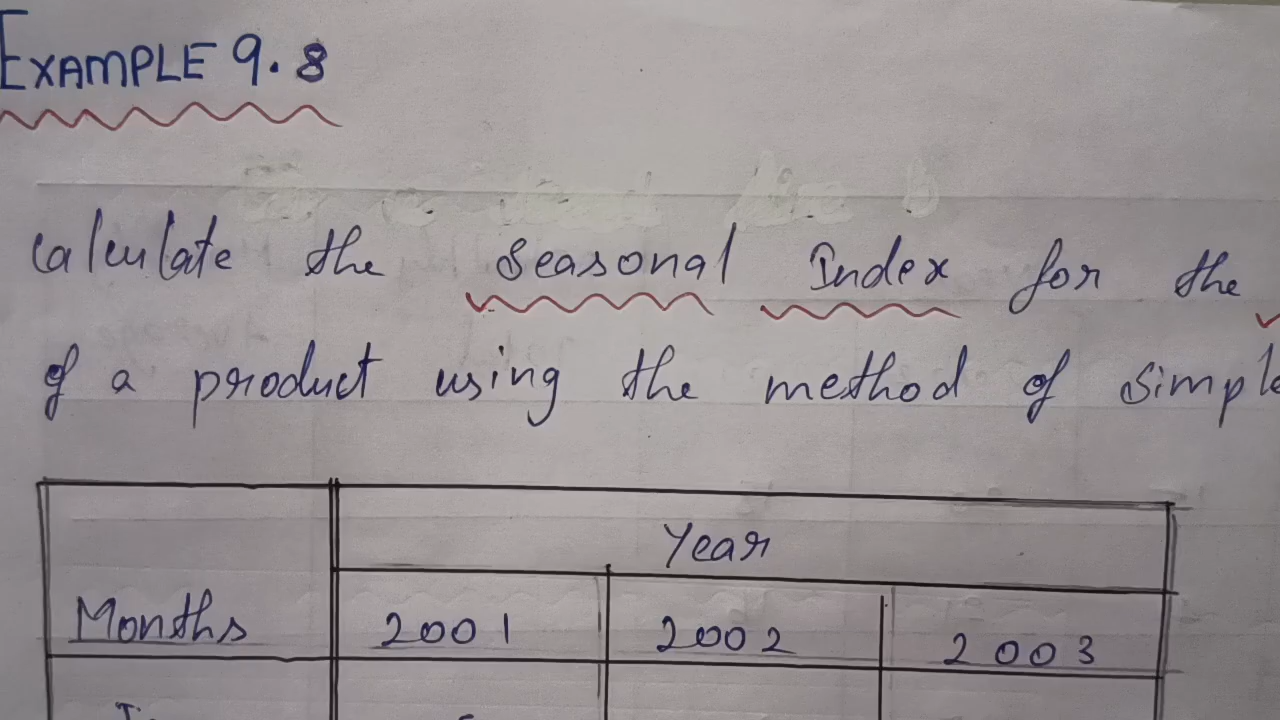 EXAMPLE 9.8
Calculate the Seasonal Index for the
of a product using the method of Simple
Year
Months 2001 2002 2003